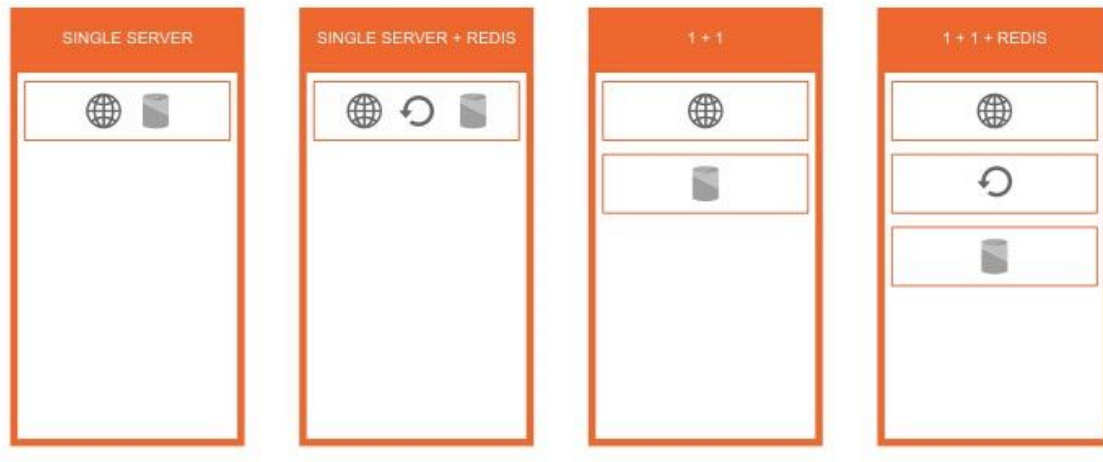 SINGLE SERVER
SINGLE SERVER + REDIS
1 + 1
1 + 1 + REDIS